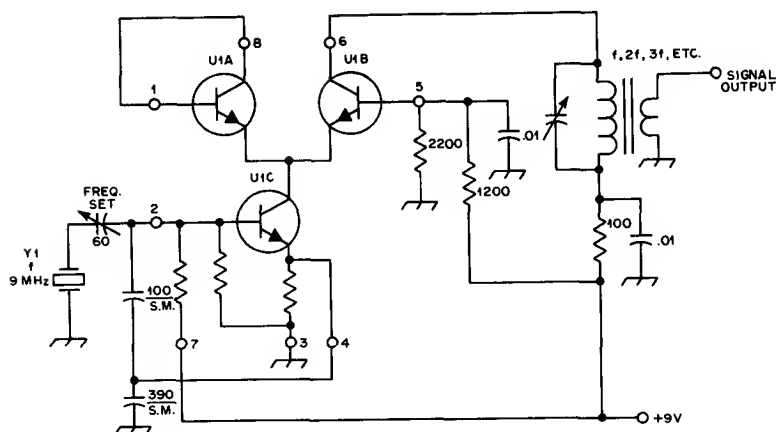 8
6
f, 2f, 3f, ETC.
U1A
U1B
SIGNAL
OUTPUT
1
5
.01
2200
1200
U1C
FREQ.
SET
2
60
100
.01
Y1
f
9 MHz
100
S.M.
7
3
4
390
S.M.
+9V